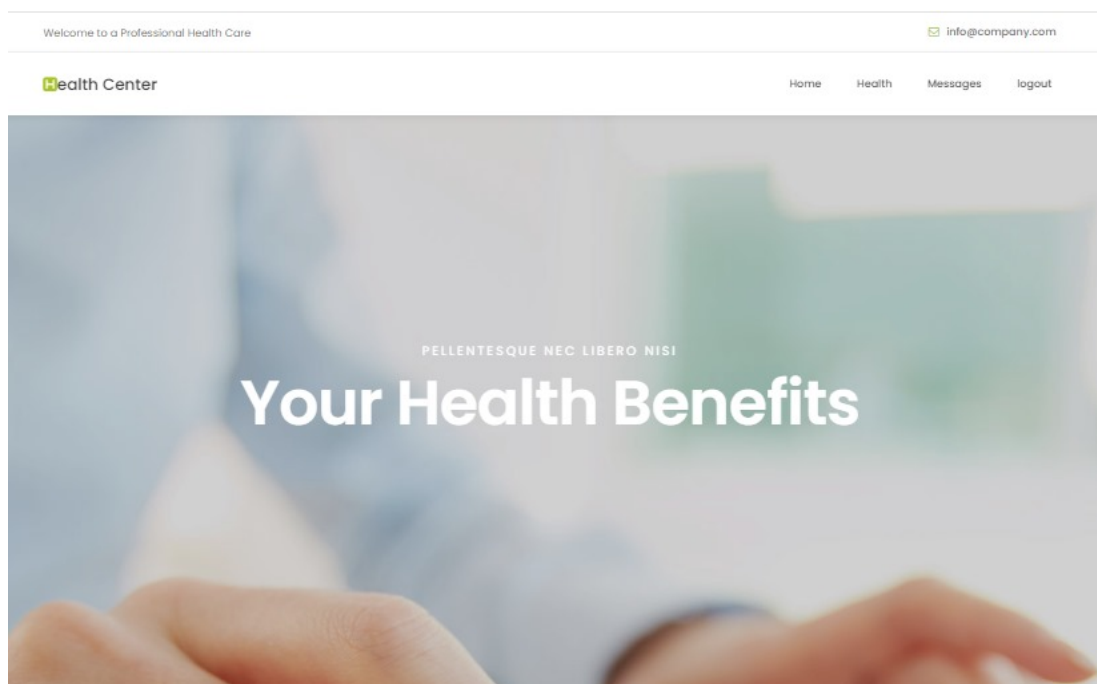 Welcome to a Professional Health Care
info@company.com
Health Center
Home Health Messages logout
PELLENTESQUE NEC LIBERO NISI
Your Health Benefits